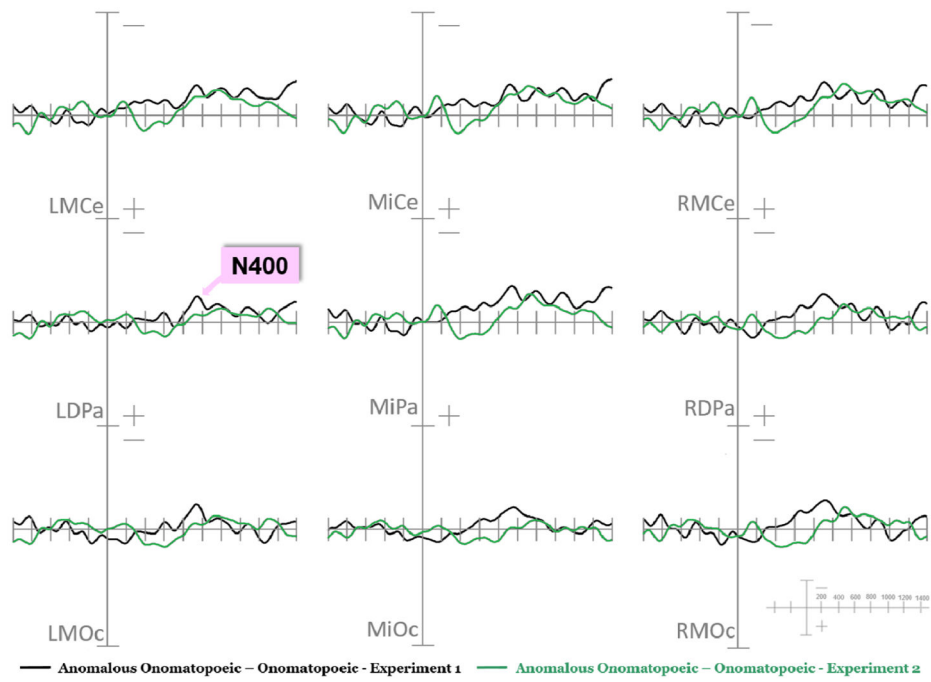 LMCe
MiCe
RMCe
N400
LDPa
MiPa
RDPa
LMOc
MiOc
RMOc
200 400 600 800 1000 1200 1400
Anomalous Onomatopoeic – Onomatopoeic - Experiment 1
Anomalous Onomatopoeic – Onomatopoeic - Experiment 2